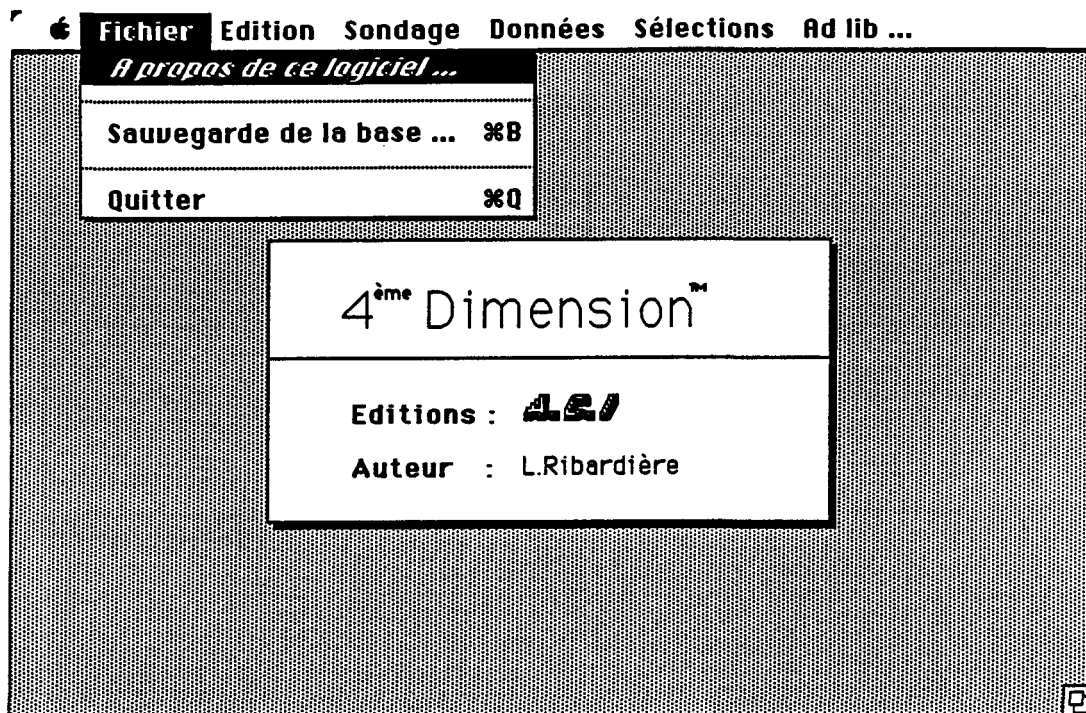 Fichier Edition Sondage Données Sélections Ad lib ...
A propos de ce logiciel ...
Sauvegarde de la base ... ⌘B
Quitter ⌘Q
4ème Dimension™
Editions :
Auteur : L.Ribardière